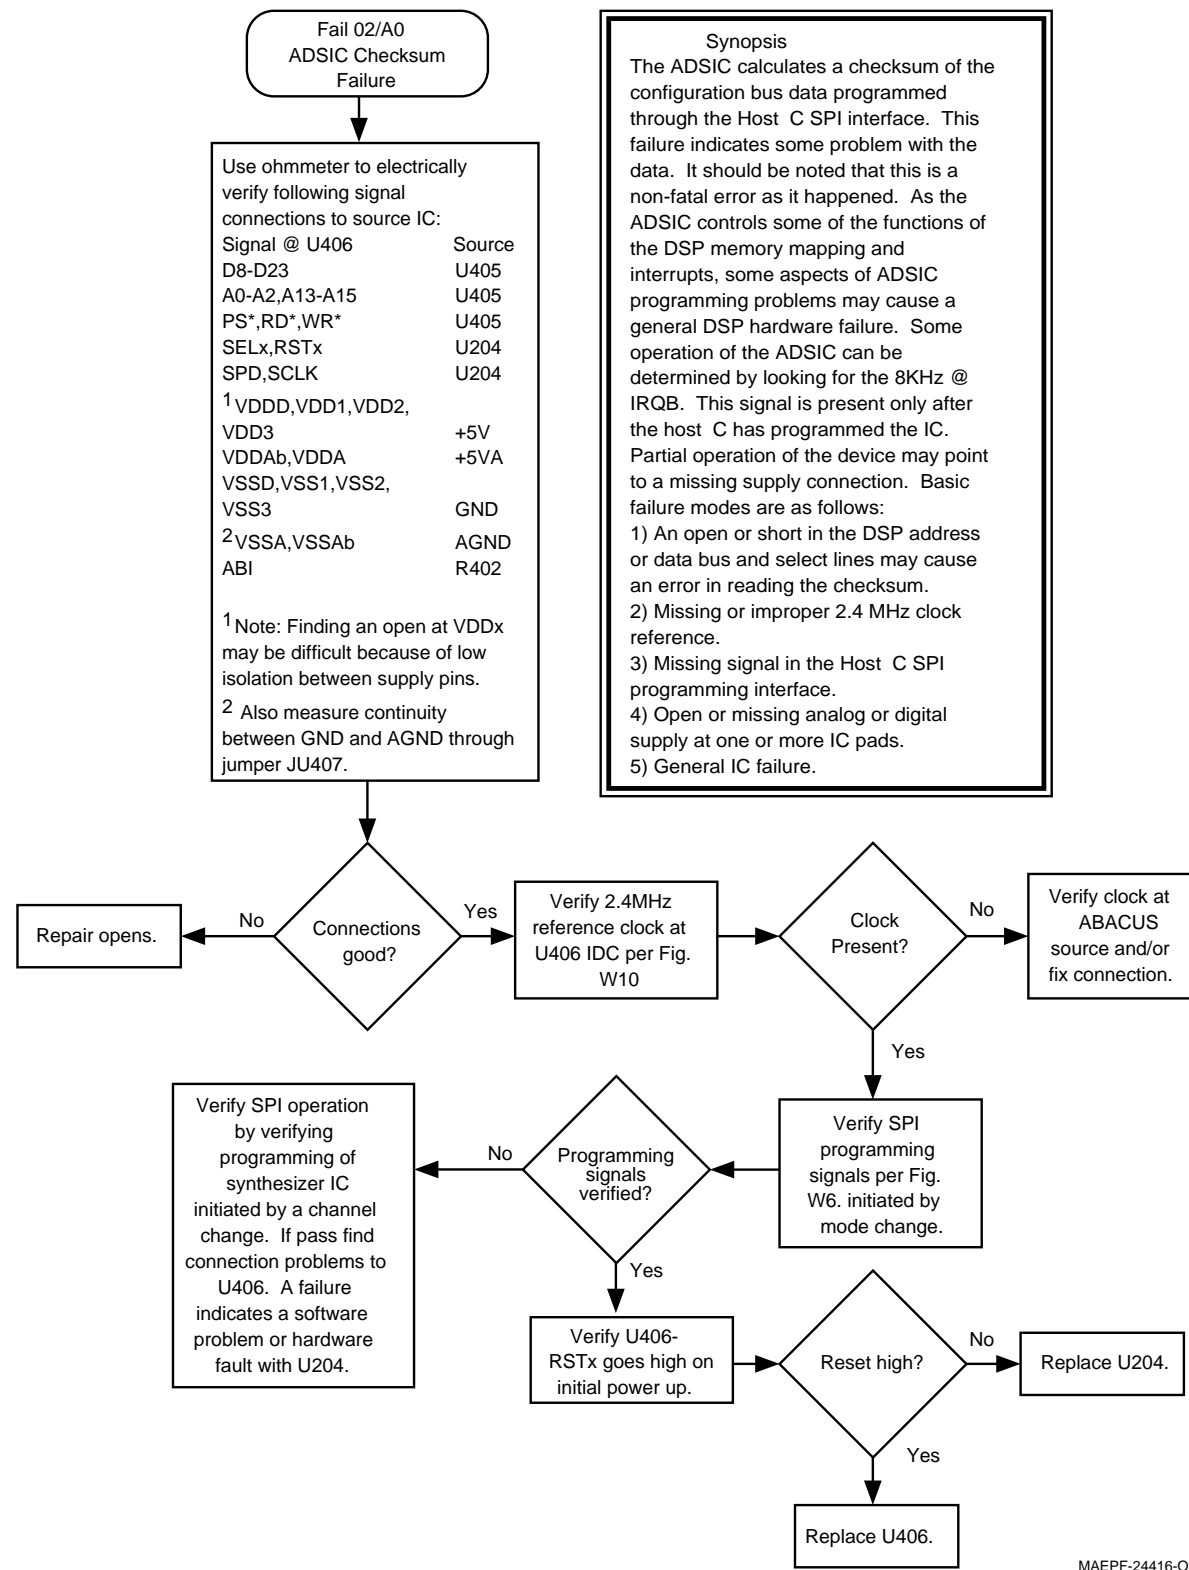 Fail 02/A0
ADSIC Checksum
Failure
Use ohmmeter to electrically
verify following signal
connections to source IC:
Signal @ U406 Source
D8-D23 U405
A0-A2,A13-A15 U405
PS*,RD*,WR* U405
SELx,RSTx U204
SPD,SCLK U204
1 VDDD,VDD1,VDD2,
VDD3 +5V
VDDAb,VDDA +5VA
VSSD,VSS1,VSS2,
VSS3 GND
2 VSSA,VSSAb AGND
ABI R402
1 Note: Finding an open at VDDx
may be difficult because of low
isolation between supply pins.
2 Also measure continuity
between GND and AGND through
jumper JU407.
Synopsis
The ADSIC calculates a checksum of the
configuration bus data programmed
through the Host C SPI interface. This
failure indicates some problem with the
data. It should be noted that this is a
non-fatal error as it happened. As the
ADSIC controls some of the functions of
the DSP memory mapping and
interrupts, some aspects of ADSIC
programming problems may cause a
general DSP hardware failure. Some
operation of the ADSIC can be
determined by looking for the 8KHz @
IRQB. This signal is present only after
the host C has programmed the IC.
Partial operation of the device may point
to a missing supply connection. Basic
failure modes are as follows:
1) An open or short in the DSP address
or data bus and select lines may cause
an error in reading the checksum.
2) Missing or improper 2.4 MHz clock
reference.
3) Missing signal in the Host C SPI
programming interface.
4) Open or missing analog or digital
supply at one or more IC pads.
5) General IC failure.
Repair opens.
No
Connections
good?
Yes
Verify 2.4MHz
reference clock at
U406 IDC per Fig.
W10
Clock
Present?
No
Verify clock at
ABACUS
source and/or
fix connection.
Yes
Verify SPI
programming
signals per Fig.
W6. initiated by
mode change.
Programming
signals
verified?
No
Verify SPI operation
by verifying
programming of
synthesizer IC
initiated by a channel
change. If pass find
connection problems to
U406. A failure
indicates a software
problem or hardware
fault with U204.
Yes
Verify U406-
RSTx goes high on
initial power up.
Reset high?
No
Replace U204.
Yes
Replace U406.
MAEPF-24416-O